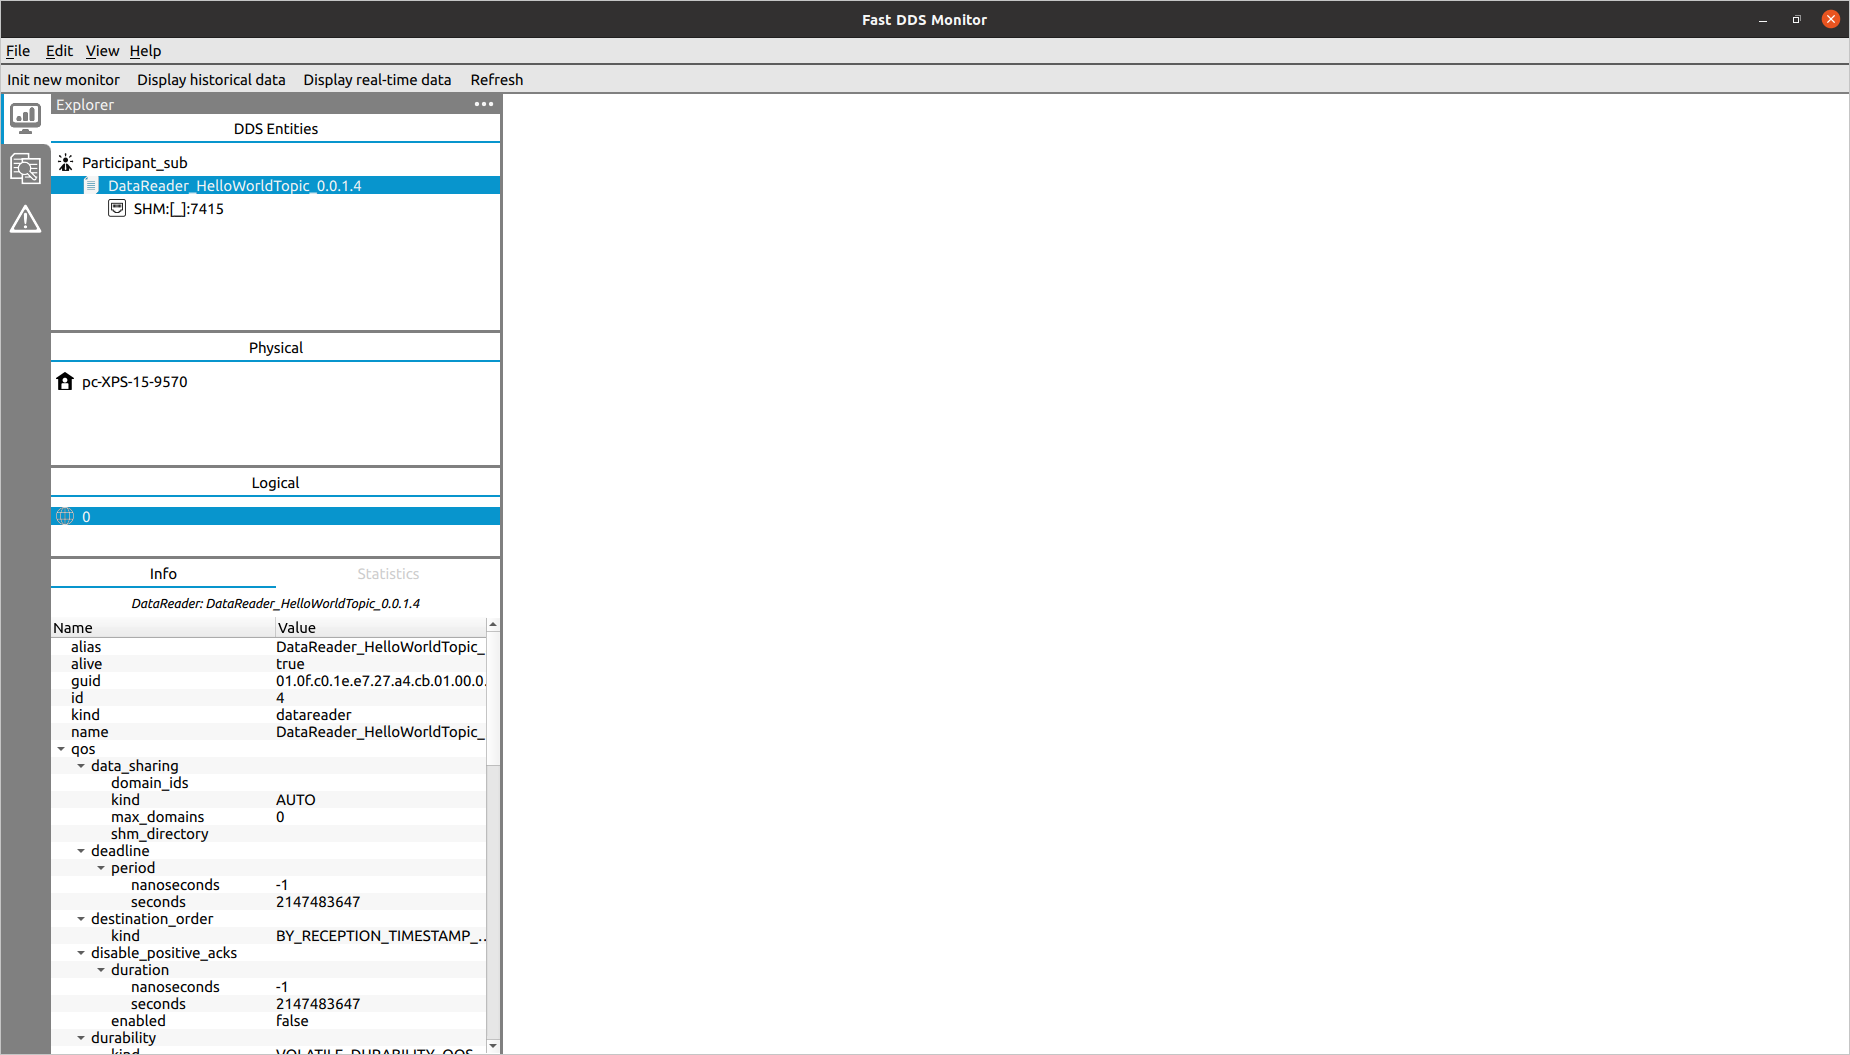 Fast DDS Monitor
File Edit View Help
Init new monitor Display historical data Display real-time data Refresh
Explorer
DDS Entities
Participant_sub
DataReader_HelloWorldTopic_0.0.1.4
SHM:[_]:7415
Physical
pc-XPS-15-9570
Logical
0
Info Statistics
DataReader: DataReader_HelloWorldTopic_0.0.1.4
Name Value
alias DataReader_HelloWorldTopic_
alive true
guid 01.0f.c0.1e.e7.27.a4.cb.01.00.0.
id 4
kind datareader
name DataReader_HelloWorldTopic_
qos
data_sharing
domain_ids
kind AUTO
max_domains 0
shm_directory
deadline
period
nanoseconds -1
seconds 2147483647
destination_order
kind BY_RECEPTION_TIMESTAMP_...
disable_positive_acks
duration
nanoseconds -1
seconds 2147483647
enabled false
durability
kind VOLATILE_DURABILITY_QOS